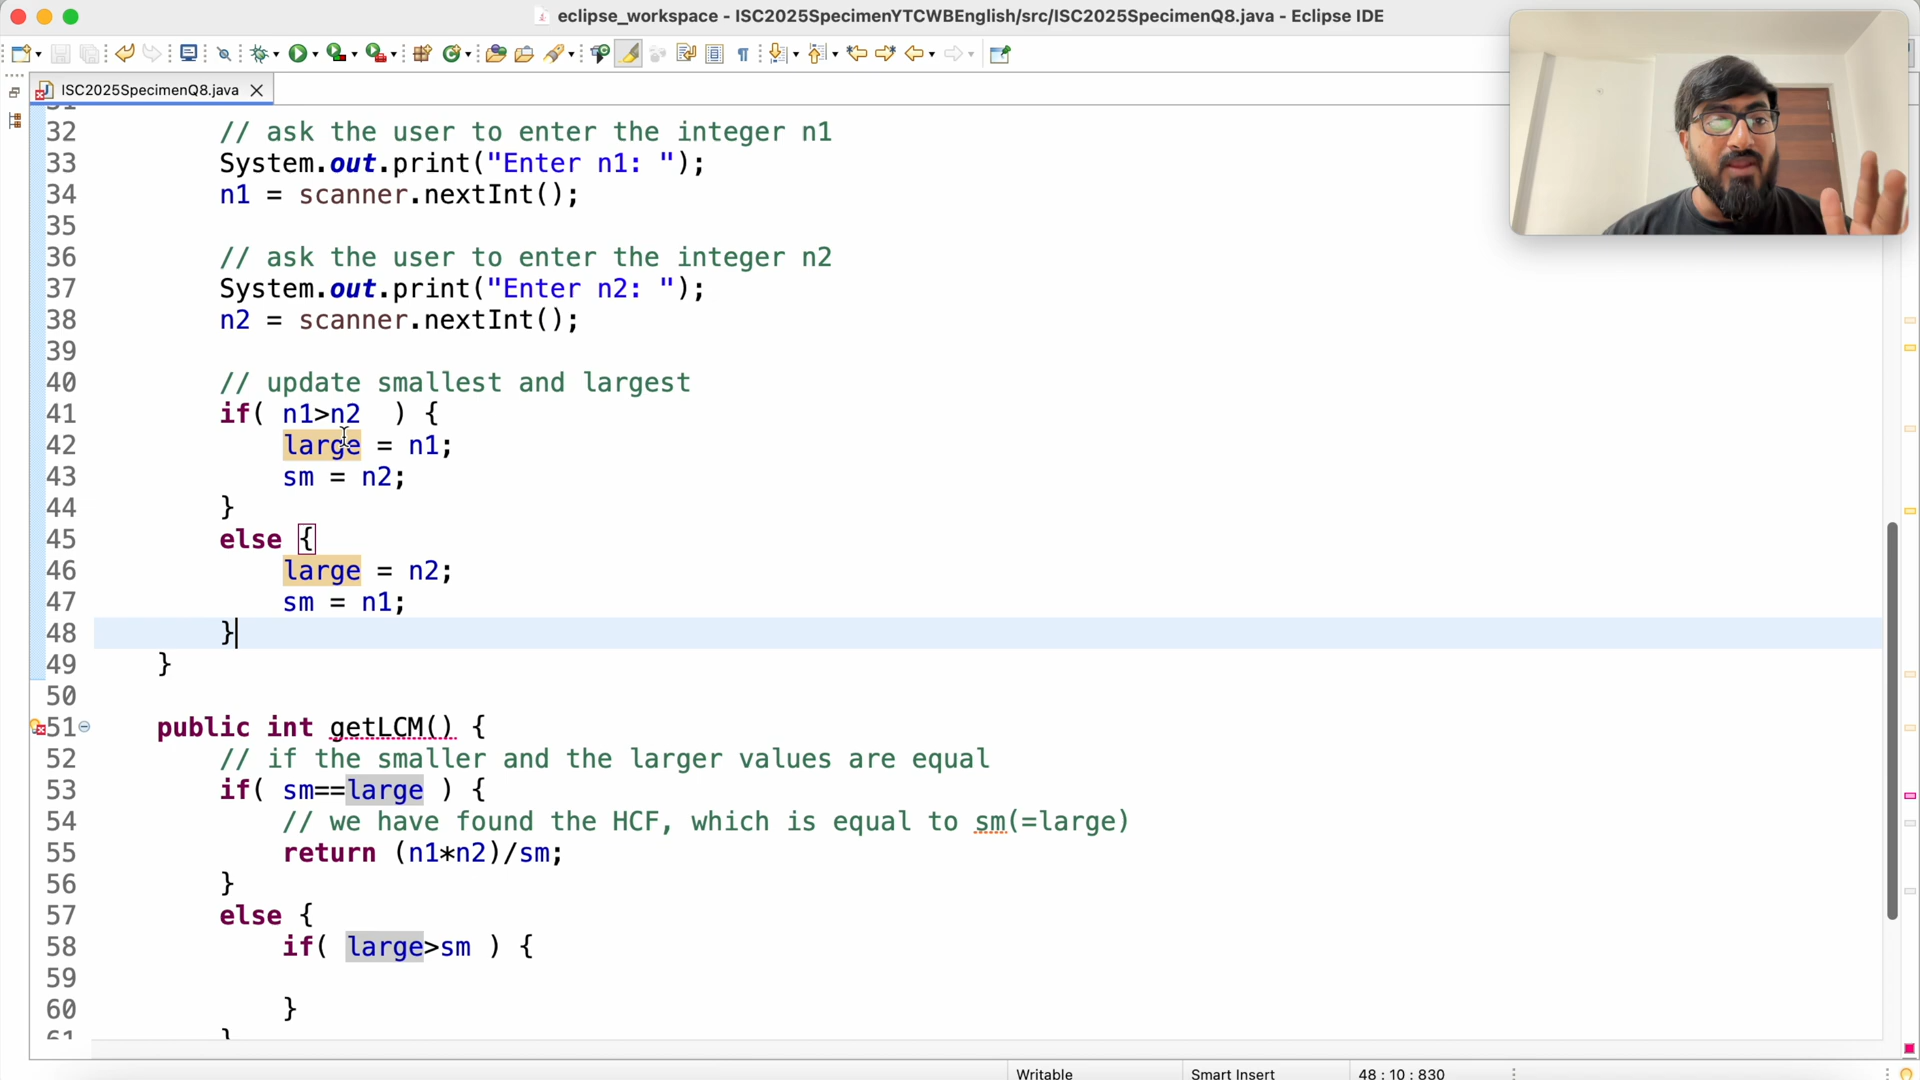 eclipse_workspace - ISC2025SpecimenYTCWBEnglish/src/ISC2025SpecimenQ8.java - Eclipse IDE
ISC2025SpecimenQ8.java
32 // ask the user to enter the integer n1
33 System.out.print("Enter n1: ");
34 n1 = scanner.nextInt();
35
36 // ask the user to enter the integer n2
37 System.out.print("Enter n2: ");
38 n2 = scanner.nextInt();
39
40 // update smallest and largest
41 if( n1>n2  ) {
42 large = n1;
43 sm = n2;
44 }
45 else {
46 large = n2;
47 sm = n1;
48 }
49 }
50
51 public int getLCM() {
52 // if the smaller and the larger values are equal
53 if( sm==large ) {
54 // we have found the HCF, which is equal to sm(=large)
55 return (n1*n2)/sm;
56 }
57 else {
58 if( large>sm ) {
59
60 }
61 }
Writable Smart Insert 48 : 10 : 830